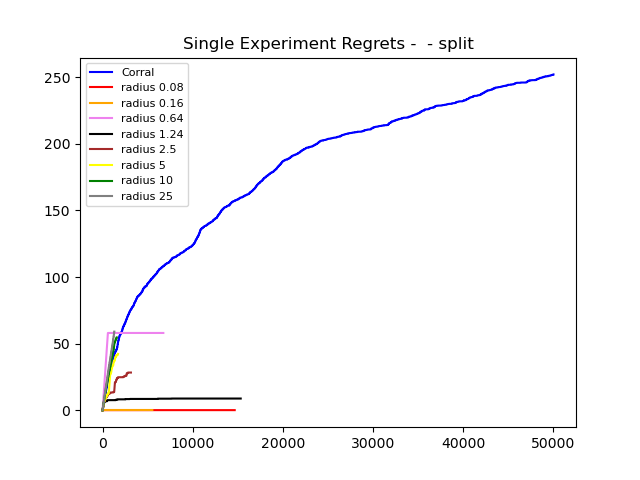 Single Experiment Regrets -  - split
Corral
radius 0.08
radius 0.16
radius 0.64
radius 1.24
radius 2.5
radius 5
radius 10
radius 25
250
200
150
100
50
0
0 10000 20000 30000 40000 50000